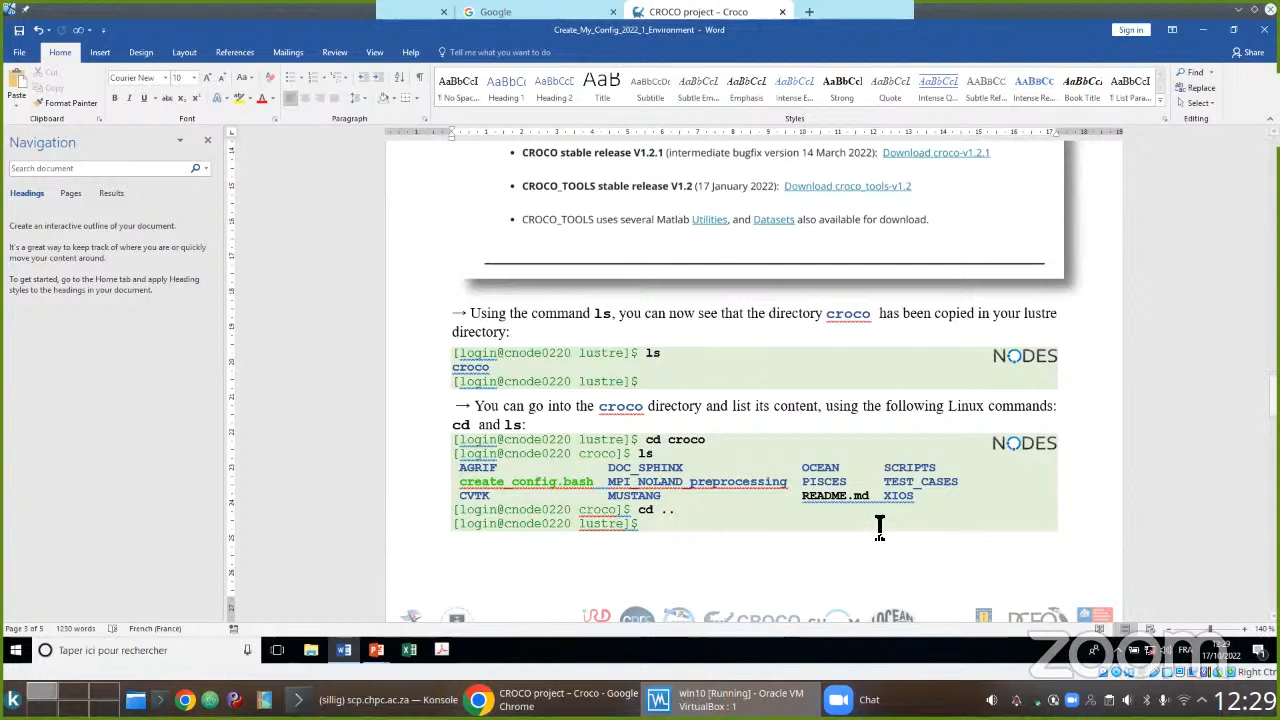 Google
CROCO project – Croco
Create_My_Config_2022_1_Environment - Word
Sign in
File Home Insert Design Layout References Mailings Review View Help Tell me what you want to do
Share
Paste
Cut
Copy
Format Painter
Clipboard
Courier New 10
Font
Paragraph
AaBbCcI AaBbCc AaBbCcI AaB AaBbCcDc AaBbCcI AaBbCcI AaBbCcI AaBbCcI AaBbCcI AaBbCcI AaBbCcI AaBbCc AaBbCcI AaBbCcI
¶ No Spac... Heading 1 Heading 2 Title Subtitle Subtle Em... Emphasis Intense E... Strong Quote Intense Q... Subtle Ref... Intense Re... Book Title ¶ List Para...
Styles
Find
Replace
Select
Editing
Navigation
Search document
Headings Pages Results
Create an interactive outline of your document.
It's a great way to keep track of where you are or quickly
move your content around.
To get started, go to the Home tab and apply Heading
styles to the headings in your document.
• CROCO stable release V1.2.1 (intermediate bugfix version 14 March 2022): Download croco-v1.2.1
• CROCO_TOOLS stable release V1.2 (17 January 2022): Download croco_tools-v1.2
• CROCO_TOOLS uses several Matlab Utilities, and Datasets also available for download.
→ Using the command ls, you can now see that the directory croco has been copied in your lustre
directory:
[login@cnode0220 lustre]$ ls
NODES
croco
[login@cnode0220 lustre]$
→ You can go into the croco directory and list its content, using the following Linux commands:
cd and ls:
[login@cnode0220 lustre]$ cd croco
NODES
[login@cnode0220 croco]$ ls
AGRIF DOC_SPHINX OCEAN SCRIPTS
create_config.bash MPI_NOLAND_preprocessing PISCES TEST_CASES
CVTK MUSTANG README.md XIOS
[login@cnode0220 croco]$ cd ..
[login@cnode0220 lustre]$
IRD CROCO OCEAN
Page 3 of 5 1230 words French (France)
140 %
Taper ici pour rechercher
FR
18:29
17/10/2022
zoom
Right Ctrl
(sillig) scp.chpc.ac.za — Konsole
CROCO project – Croco - Google
Chrome
win10 [Running] - Oracle VM
VirtualBox : 1
Chat
12:29